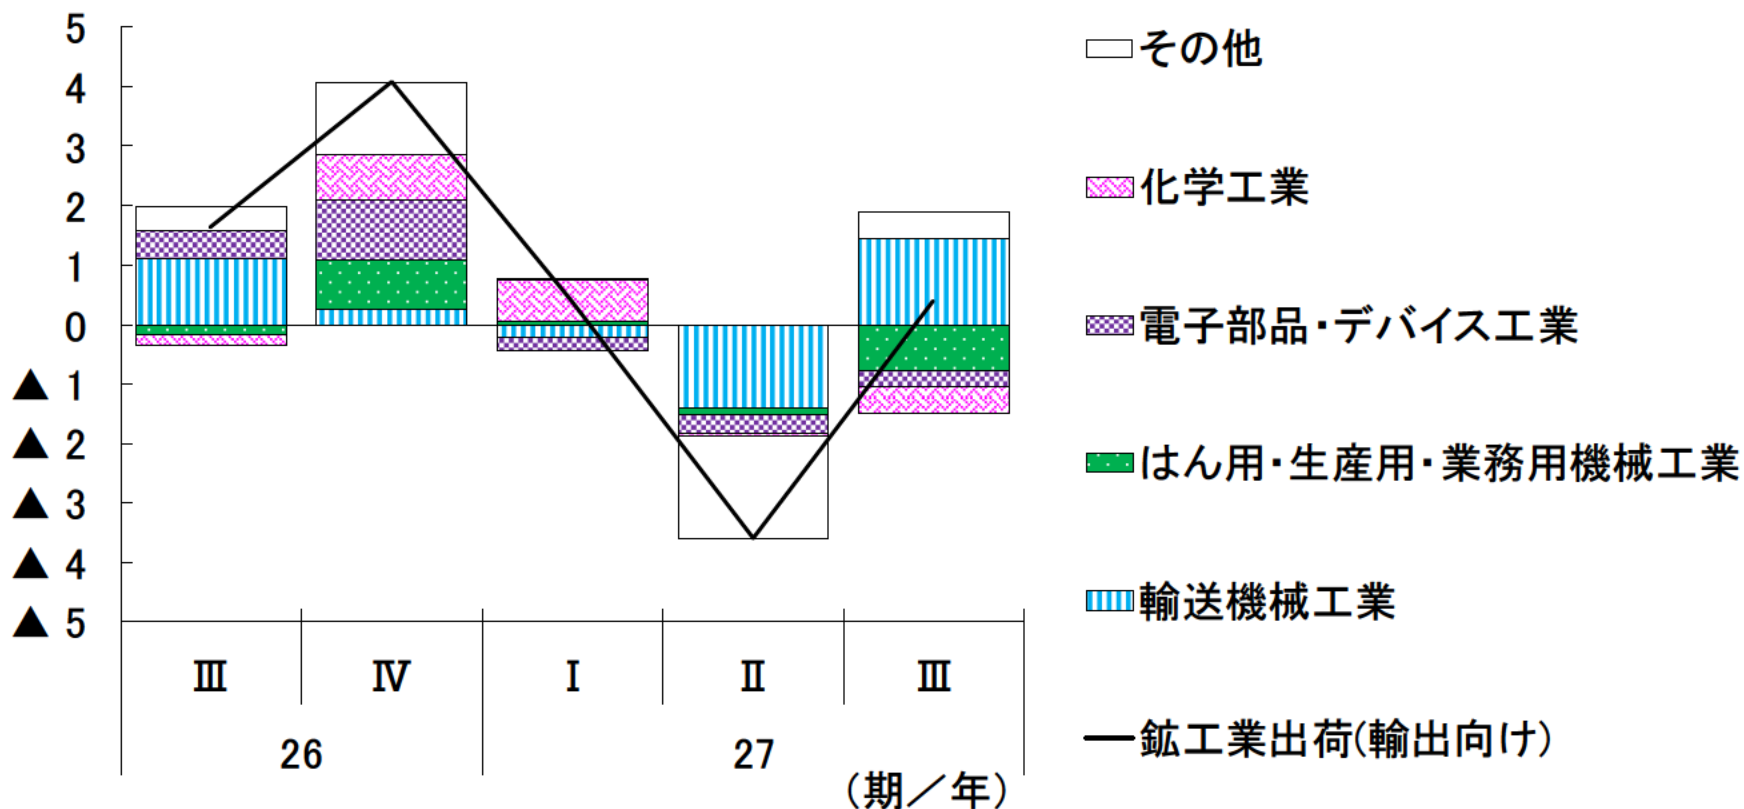 5
4
3
2
1
0
▲ 1
▲ 2
▲ 3
▲ 4
▲ 5
Ⅲ Ⅳ Ⅰ Ⅱ Ⅲ
26 27
(期／年)
その他
化学工業
電子部品・デバイス工業
はん用・生産用・業務用機械工業
輸送機械工業
鉱工業出荷(輸出向け)